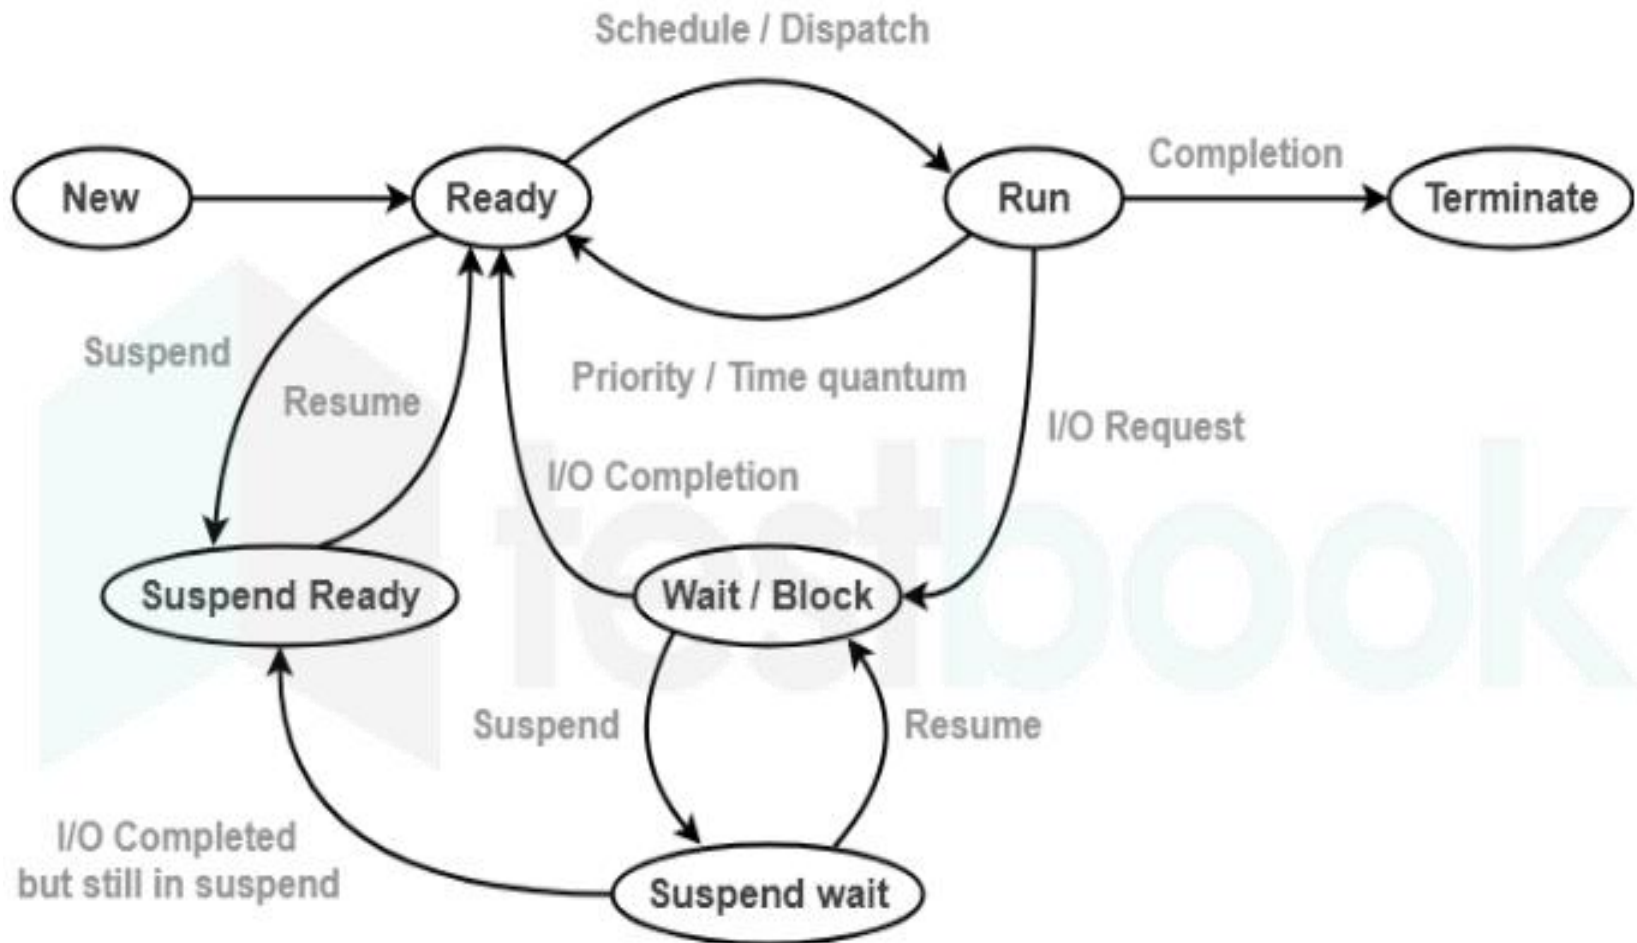 Schedule / Dispatch
Completion
New
Ready
Run
Terminate
Suspend
Resume
Priority / Time quantum
I/O Request
I/O Completion
Suspend Ready
Wait / Block
testbook
Suspend
Resume
I/O Completed
but still in suspend
Suspend wait